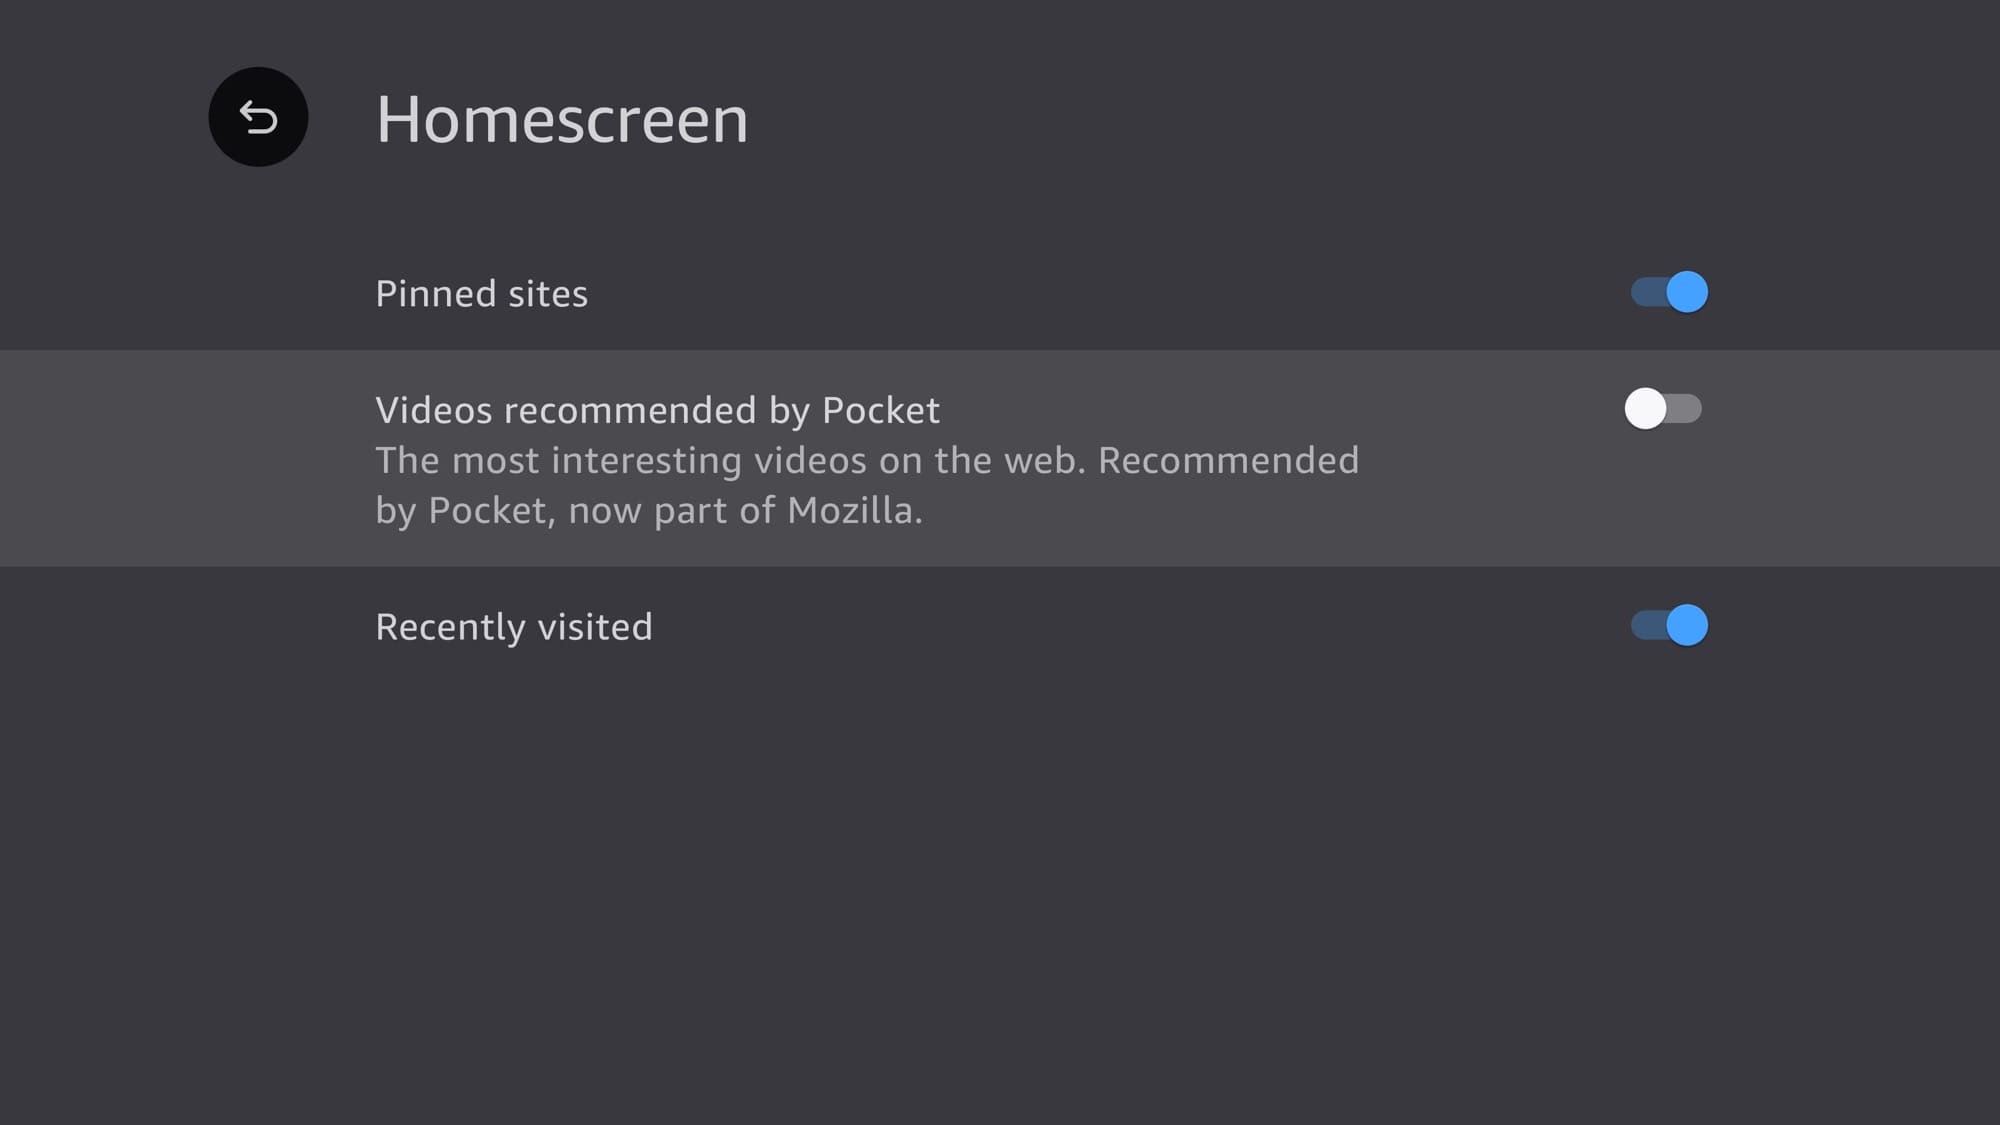 Homescreen
Pinned sites
Videos recommended by Pocket
The most interesting videos on the web. Recommended
by Pocket, now part of Mozilla.
Recently visited